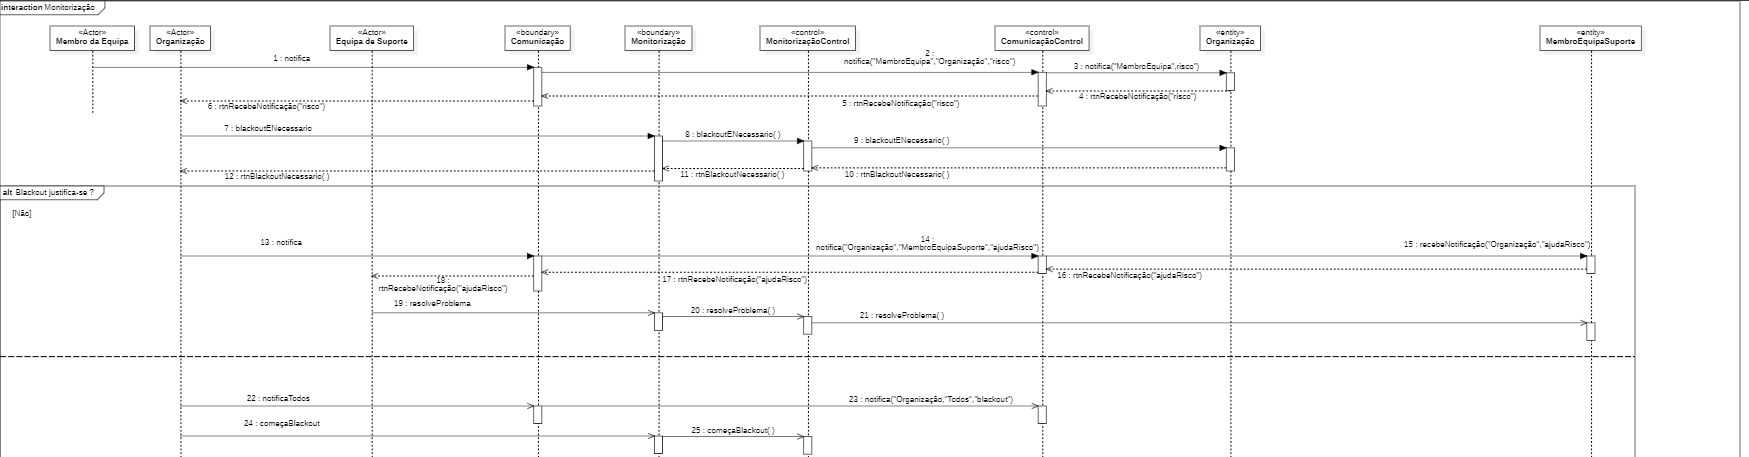 interaction Monitorização
«Actor»
Membro da Equipa
«Actor»
Organização
«Actor»
Equipa de Suporte
«boundary»
Comunicação
«boundary»
Monitorização
«control»
MonitorizaçãoControl
«control»
ComunicaçãoControl
«entity»
Organização
«entity»
MembroEquipaSuporte
1 : notifica
2 :
notifica("MembroEquipa","Organização","risco")
3 : notifica("MembroEquipa,risco")
4 : rtnRecebeNotificação("risco")
5 : rtnRecebeNotificação("risco")
6 : rtnRecebeNotificação("risco")
7 : blackoutENecessario
8 : blackoutENecessario( )
9 : blackoutENecessario( )
10 : rtnBlackoutNecessario( )
11 : rtnBlackoutNecessario( )
12 : rtnBlackoutNecessario( )
alt Blackout justifica-se ?
[Não]
13 : notifica
14 :
notifica("Organização","MembroEquipaSuporte","ajudaRisco")
15 : recebeNotificação("Organização","ajudaRisco")
16 : rtnRecebeNotificação("ajudaRisco")
17 : rtnRecebeNotificação("ajudaRisco")
18 :
rtnRecebeNotificação("ajudaRisco")
19 : resolveProblema
20 : resolveProblema( )
21 : resolveProblema( )
22 : notificaTodos
23 : notifica("Organização,"Todos","blackout")
24 : começaBlackout
25 : começaBlackout( )